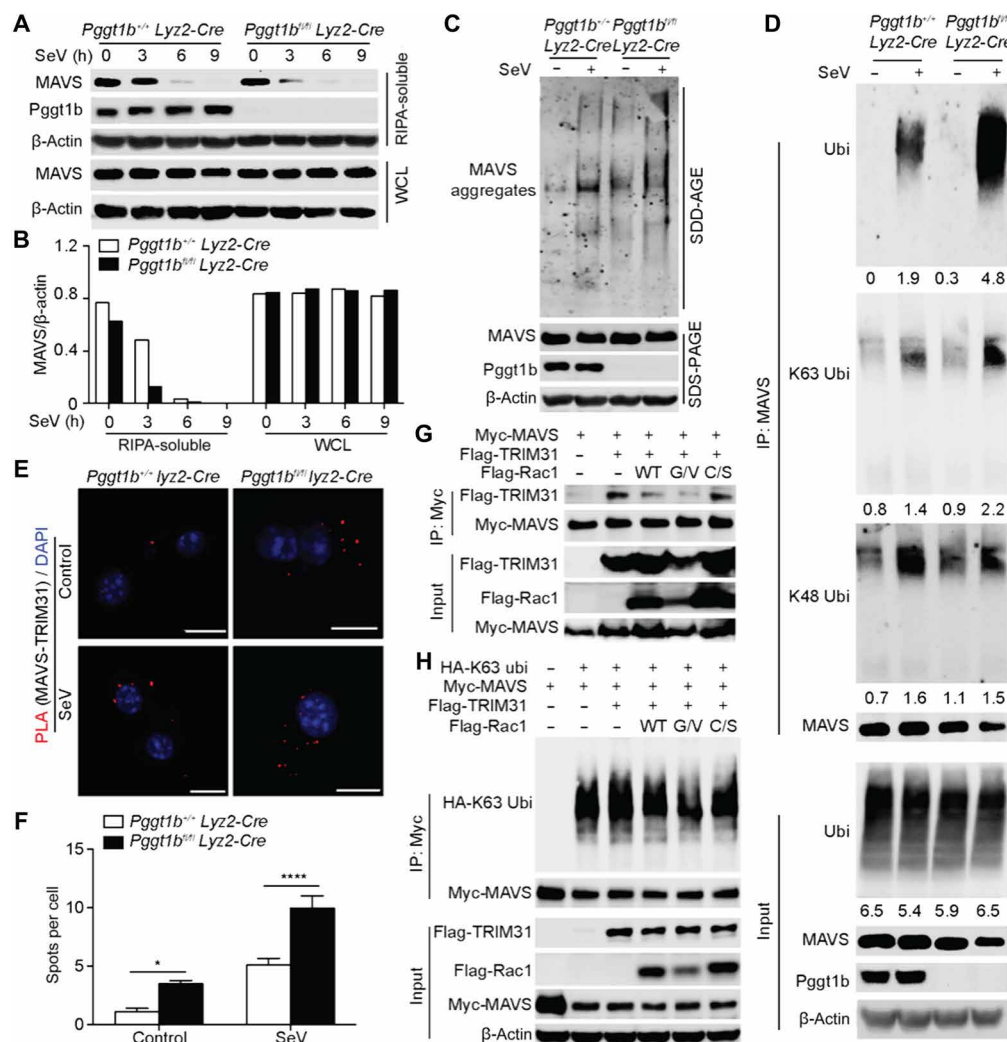 A
Pggt1b+/+ Lyz2-Cre Pggt1bfl/fl Lyz2-Cre
SeV (h) 0 3 6 9 0 3 6 9
MAVS
Pggt1b
β-Actin
RIPA-soluble
MAVS
β-Actin
WCL
B
Pggt1b+/+ Lyz2-Cre
Pggt1bfl/fl Lyz2-Cre
MAVS/β-actin
1.2
0.8
0.4
0
SeV (h) 0 3 6 9 0 3 6 9
RIPA-soluble WCL
C
Pggt1b+/+ Pggt1bfl/fl
Lyz2-Cre Lyz2-Cre
SeV – + – +
MAVS
aggregates
SDD-AGE
MAVS
Pggt1b
β-Actin
SDS-PAGE
D
Pggt1b+/+ Pggt1bfl/fl
Lyz2-Cre Lyz2-Cre
SeV – + – +
Ubi
0 1.9 0.3 4.8
K63 Ubi
0.8 1.4 0.9 2.2
K48 Ubi
0.7 1.6 1.1 1.5
MAVS
IP: MAVS
Ubi
6.5 5.4 5.9 6.5
MAVS
Pggt1b
β-Actin
Input
E
Pggt1b+/+ lyz2-Cre Pggt1bfl/fl lyz2-Cre
PLA (MAVS-TRIM31) / DAPI
Control
SeV
F
Pggt1b+/+ Lyz2-Cre
Pggt1bfl/fl Lyz2-Cre
Spots per cell
15
10
5
0
* ****
Control SeV
G
Myc-MAVS + + + + +
Flag-TRIM31 – + + + +
Flag-Rac1 – – WT G/V C/S
IP: Myc
Flag-TRIM31
Myc-MAVS
Input
Flag-TRIM31
Flag-Rac1
Myc-MAVS
H
HA-K63 ubi – + + + + +
Myc-MAVS + + + + + +
Flag-TRIM31 – – + + + +
Flag-Rac1 – – – WT G/V C/S
IP: Myc
HA-K63 Ubi
Myc-MAVS
Input
Flag-TRIM31
Flag-Rac1
Myc-MAVS
β-Actin